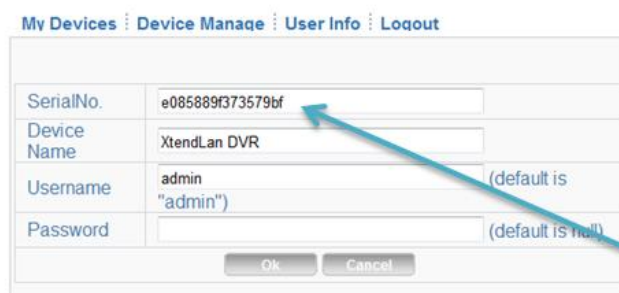 My Devices Device Manage User Info Logout
SerialNo. e085889f373579bf
Device
Name XtendLan DVR
Username admin (default is
"admin")
Password (default is null)
Ok Cancel